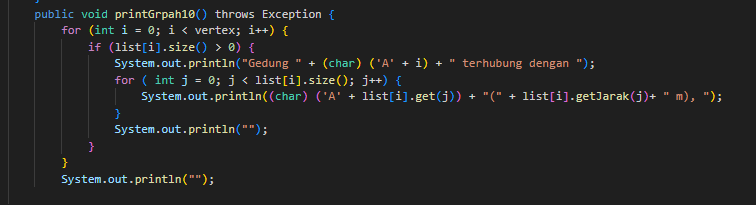 public void printGrpah10() throws Exception {
for (int i = 0; i < vertex; i++) {
if (list[i].size() > 0) {
System.out.println("Gedung " + (char) ('A' + i) + " terhubung dengan ");
for ( int j = 0; j < list[i].size(); j++) {
System.out.println((char) ('A' + list[i].get(j)) + "(" + list[i].getJarak(j)+ " m), ");
}
System.out.println("");
}
}
System.out.println("");